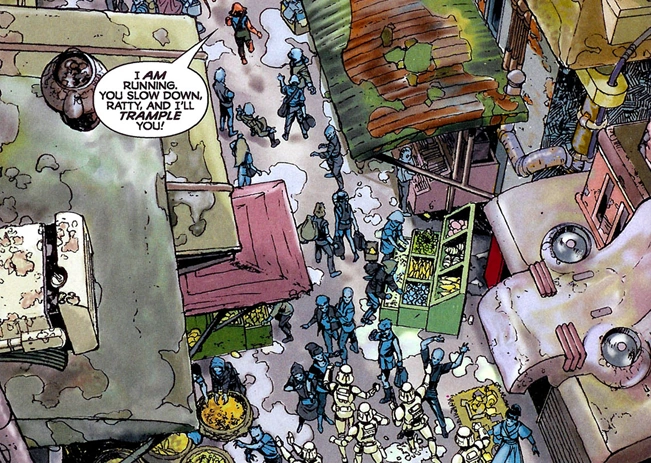 I AM
RUNNING.
YOU SLOW DOWN,
RATTY, AND I'LL
TRAMPLE
YOU!